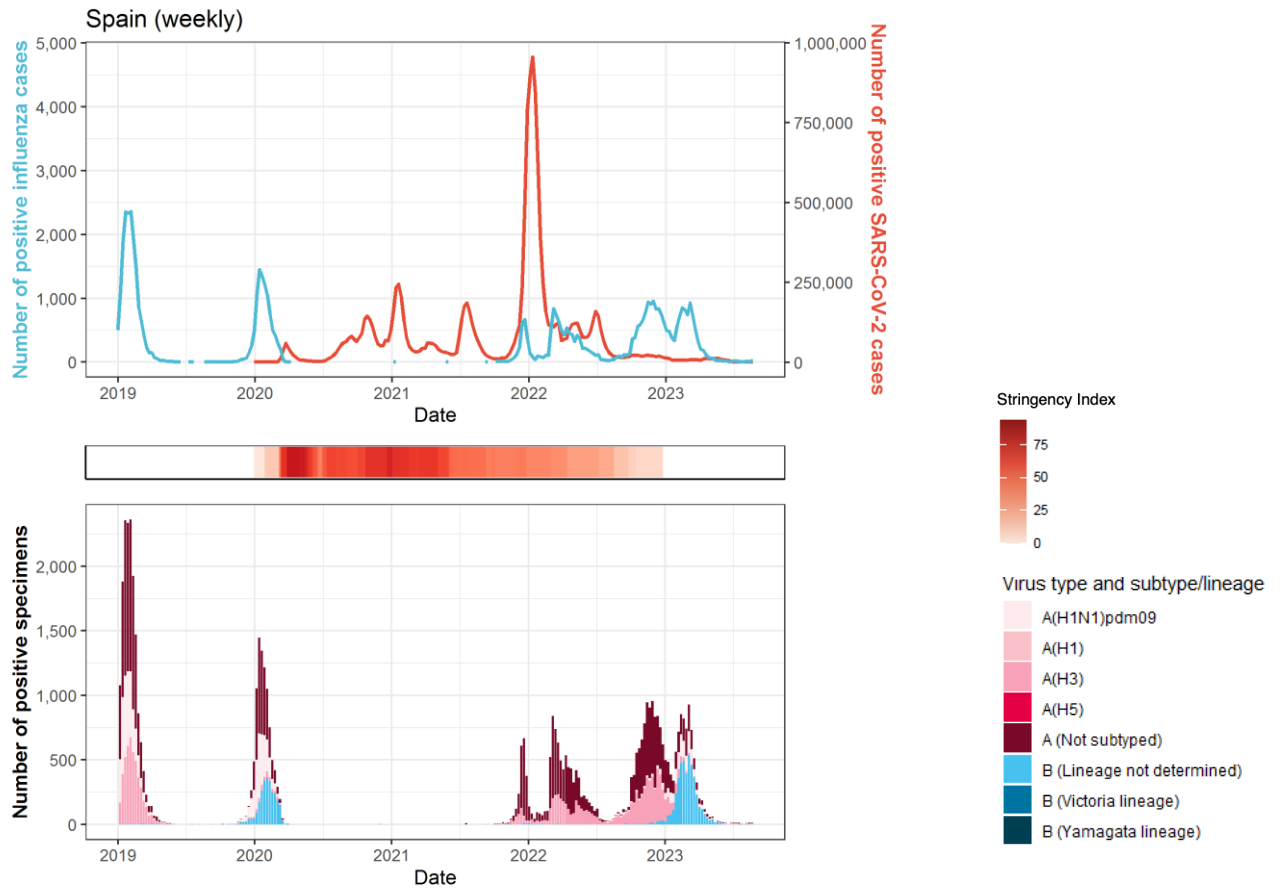 Spain (weekly)
Number of positive influenza cases
5,000
4,000
3,000
2,000
1,000
0
1,000,000
750,000
500,000
250,000
0
Number of positive SARS-CoV-2 cases
2019 2020 2021 2022 2023
Date
Stringency Index
75
50
25
0
Number of positive specimens
2,000
1,500
1,000
500
0
2019 2020 2021 2022 2023
Date
Virus type and subtype/lineage
A(H1N1)pdm09
A(H1)
A(H3)
A(H5)
A (Not subtyped)
B (Lineage not determined)
B (Victoria lineage)
B (Yamagata lineage)